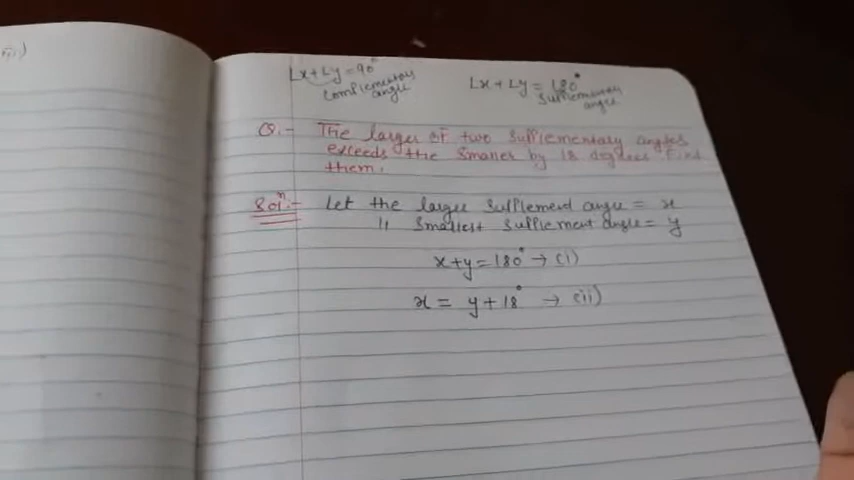 ∠x+∠y=90°
complementary
angle
∠x+∠y=180°
supplementary
angle
Q:- The larger of two supplementary angles
exceeds the smaller by 18 degrees. Find
them.
Solⁿ:- Let the larger supplement angle = x
11 Smallest supplement angle = y
x+y=180° → (i)
x = y+18° → (ii)